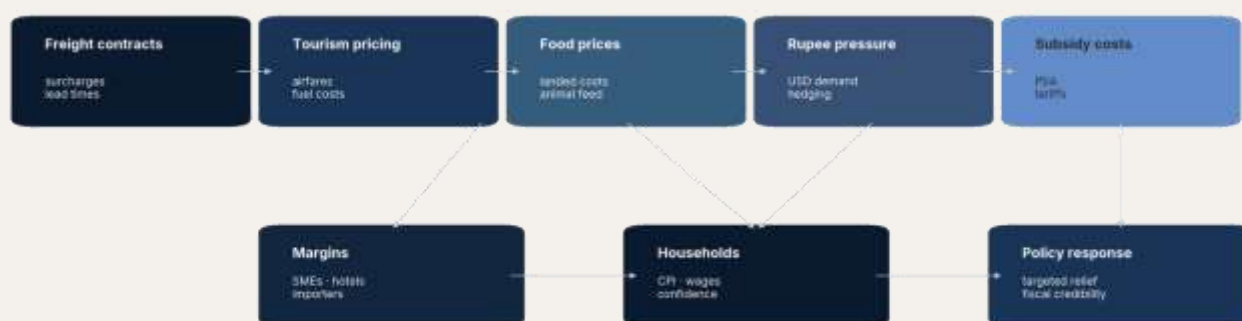 Freight contracts
surcharges
lead times
Tourism pricing
airfares
fuel costs
Food prices
landed costs
animal feed
Rupee pressure
USD demand
hedging
Subsidy costs
tariffs
Margins
SMEs · hotels
importers
Households
CPI · wages
confidence
Policy response
targeted relief
fiscal credibility